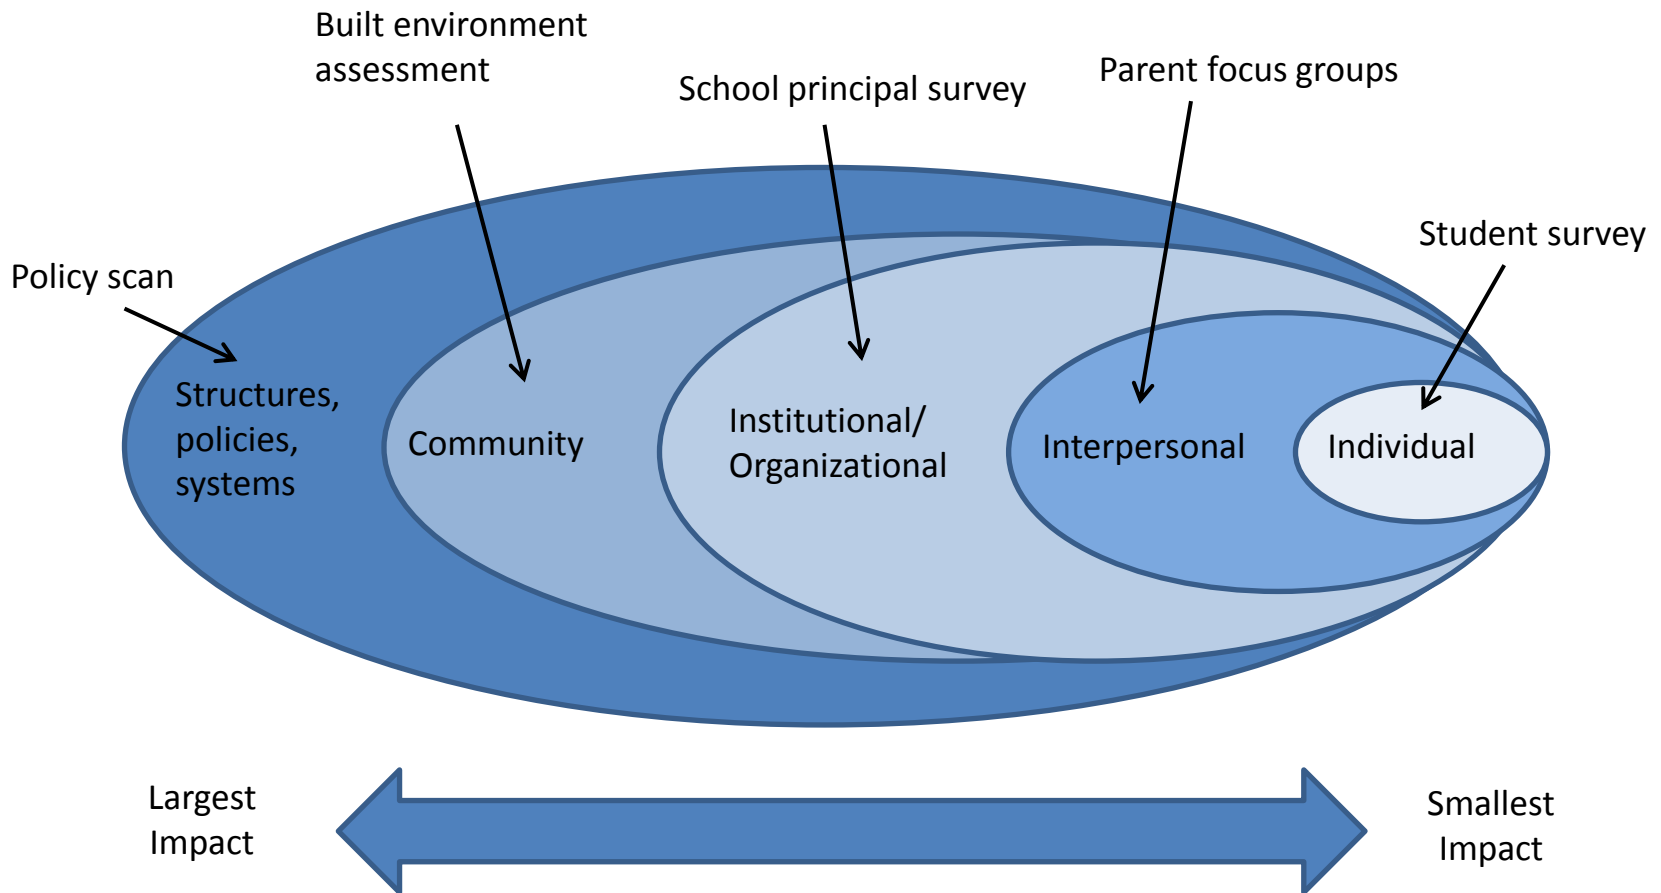 Built environment
assessment
School principal survey
Parent focus groups
Student survey
Policy scan
Structures,
policies,
systems
Community
Institutional/
Organizational
Interpersonal
Individual
Largest
Impact
Smallest
Impact